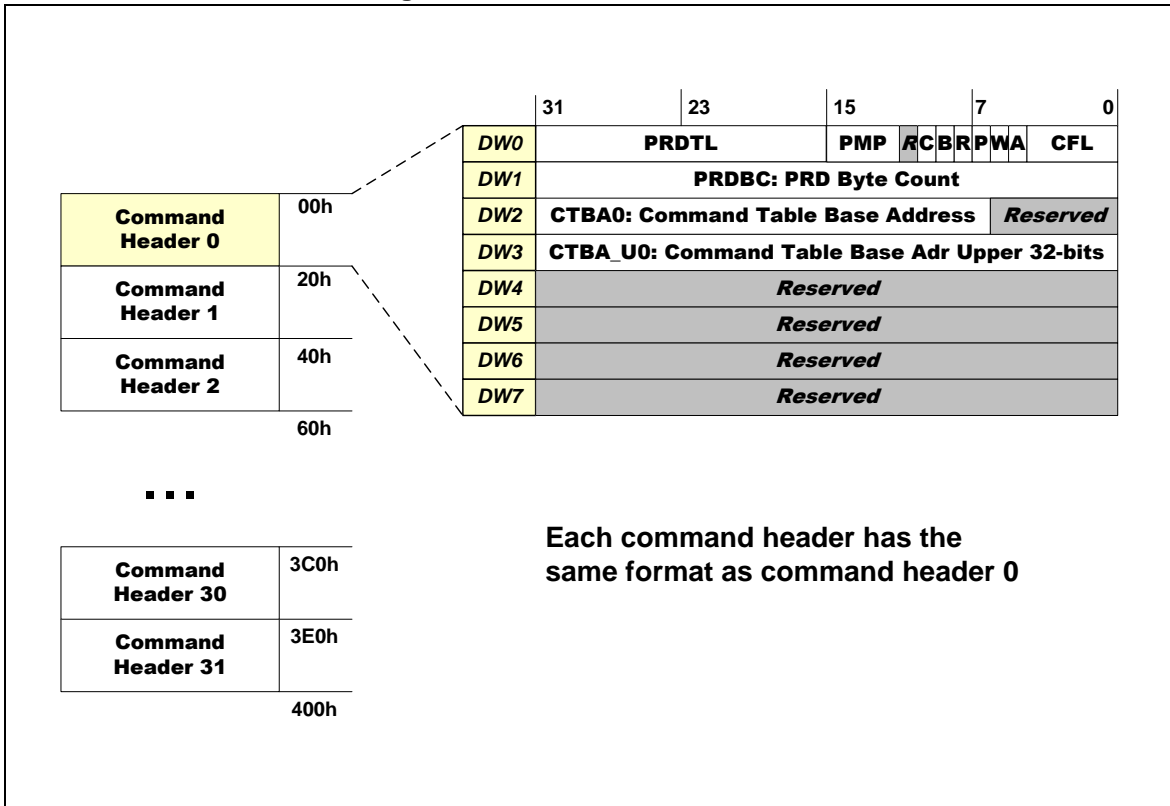 31 23 15 7 0
DW0 PRDTL PMP R C B R P W A CFL
DW1 PRDBC: PRD Byte Count
DW2 CTBA0: Command Table Base Address Reserved
DW3 CTBA_U0: Command Table Base Adr Upper 32-bits
DW4 Reserved
DW5 Reserved
DW6 Reserved
DW7 Reserved
Command
Header 0
00h
Command
Header 1
20h
Command
Header 2
40h
60h
...
Command
Header 30
3C0h
Command
Header 31
3E0h
400h
Each command header has the
same format as command header 0